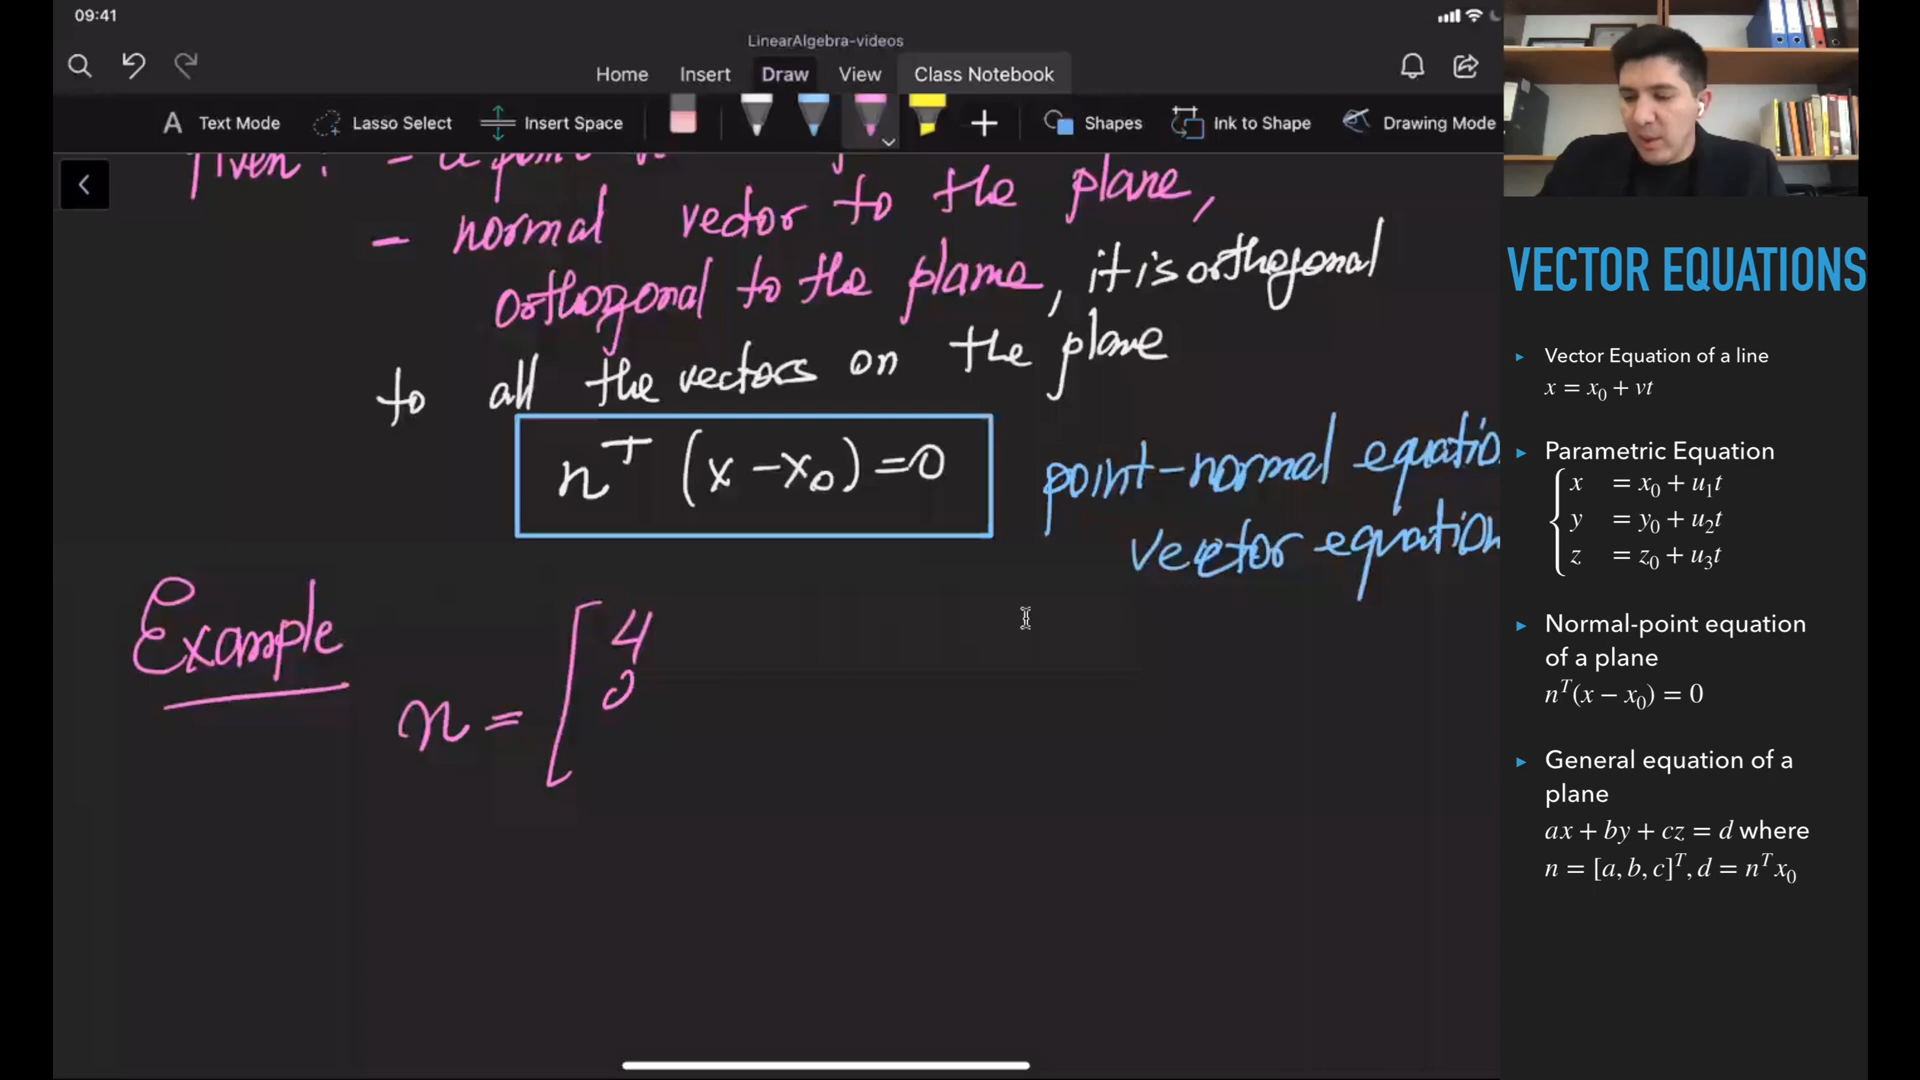 09:41
LinearAlgebra-videos
Home Insert Draw View Class Notebook
Text Mode Lasso Select Insert Space Shapes Ink to Shape Drawing Mode
given: - a point
- normal vector to the plane,
orthogonal to the plame, it is orthogonal
to all the vectors on the plane
n^T (x-x₀)=0
point-normal equatio
vector equation
Example
n = [4
0
VECTOR EQUATIONS
▸ Vector Equation of a line
x = x₀ + vt
▸ Parametric Equation
{ x = x₀ + u₁t
y = y₀ + u₂t
z = z₀ + u₃t
▸ Normal-point equation
of a plane
n^T(x − x₀) = 0
▸ General equation of a
plane
ax + by + cz = d where
n = [a, b, c]^T, d = n^T x₀